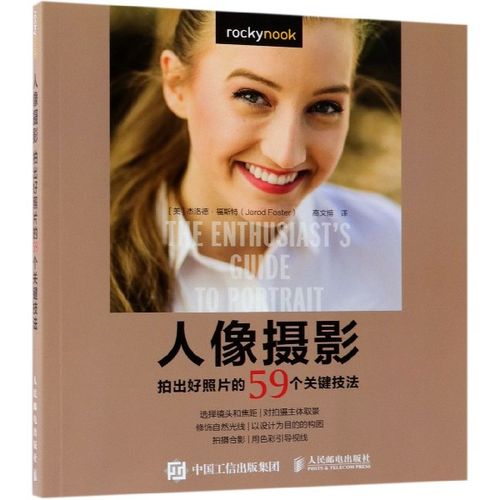 rockynook
人像摄影 拍出好照片的59个关键技法
[美]杰洛德·福斯特(Jerod Foster) 高文博 译
THE ENTHUSIAST'S
GUIDE
TO PORTRAIT
人像摄影
拍出好照片的59个关键技法
选择镜头和焦距|对拍摄主体取景
修饰自然光线|以设计为目的的构图
拍摄合影|用色彩引导视线
中国工信出版集团
人民邮电出版社